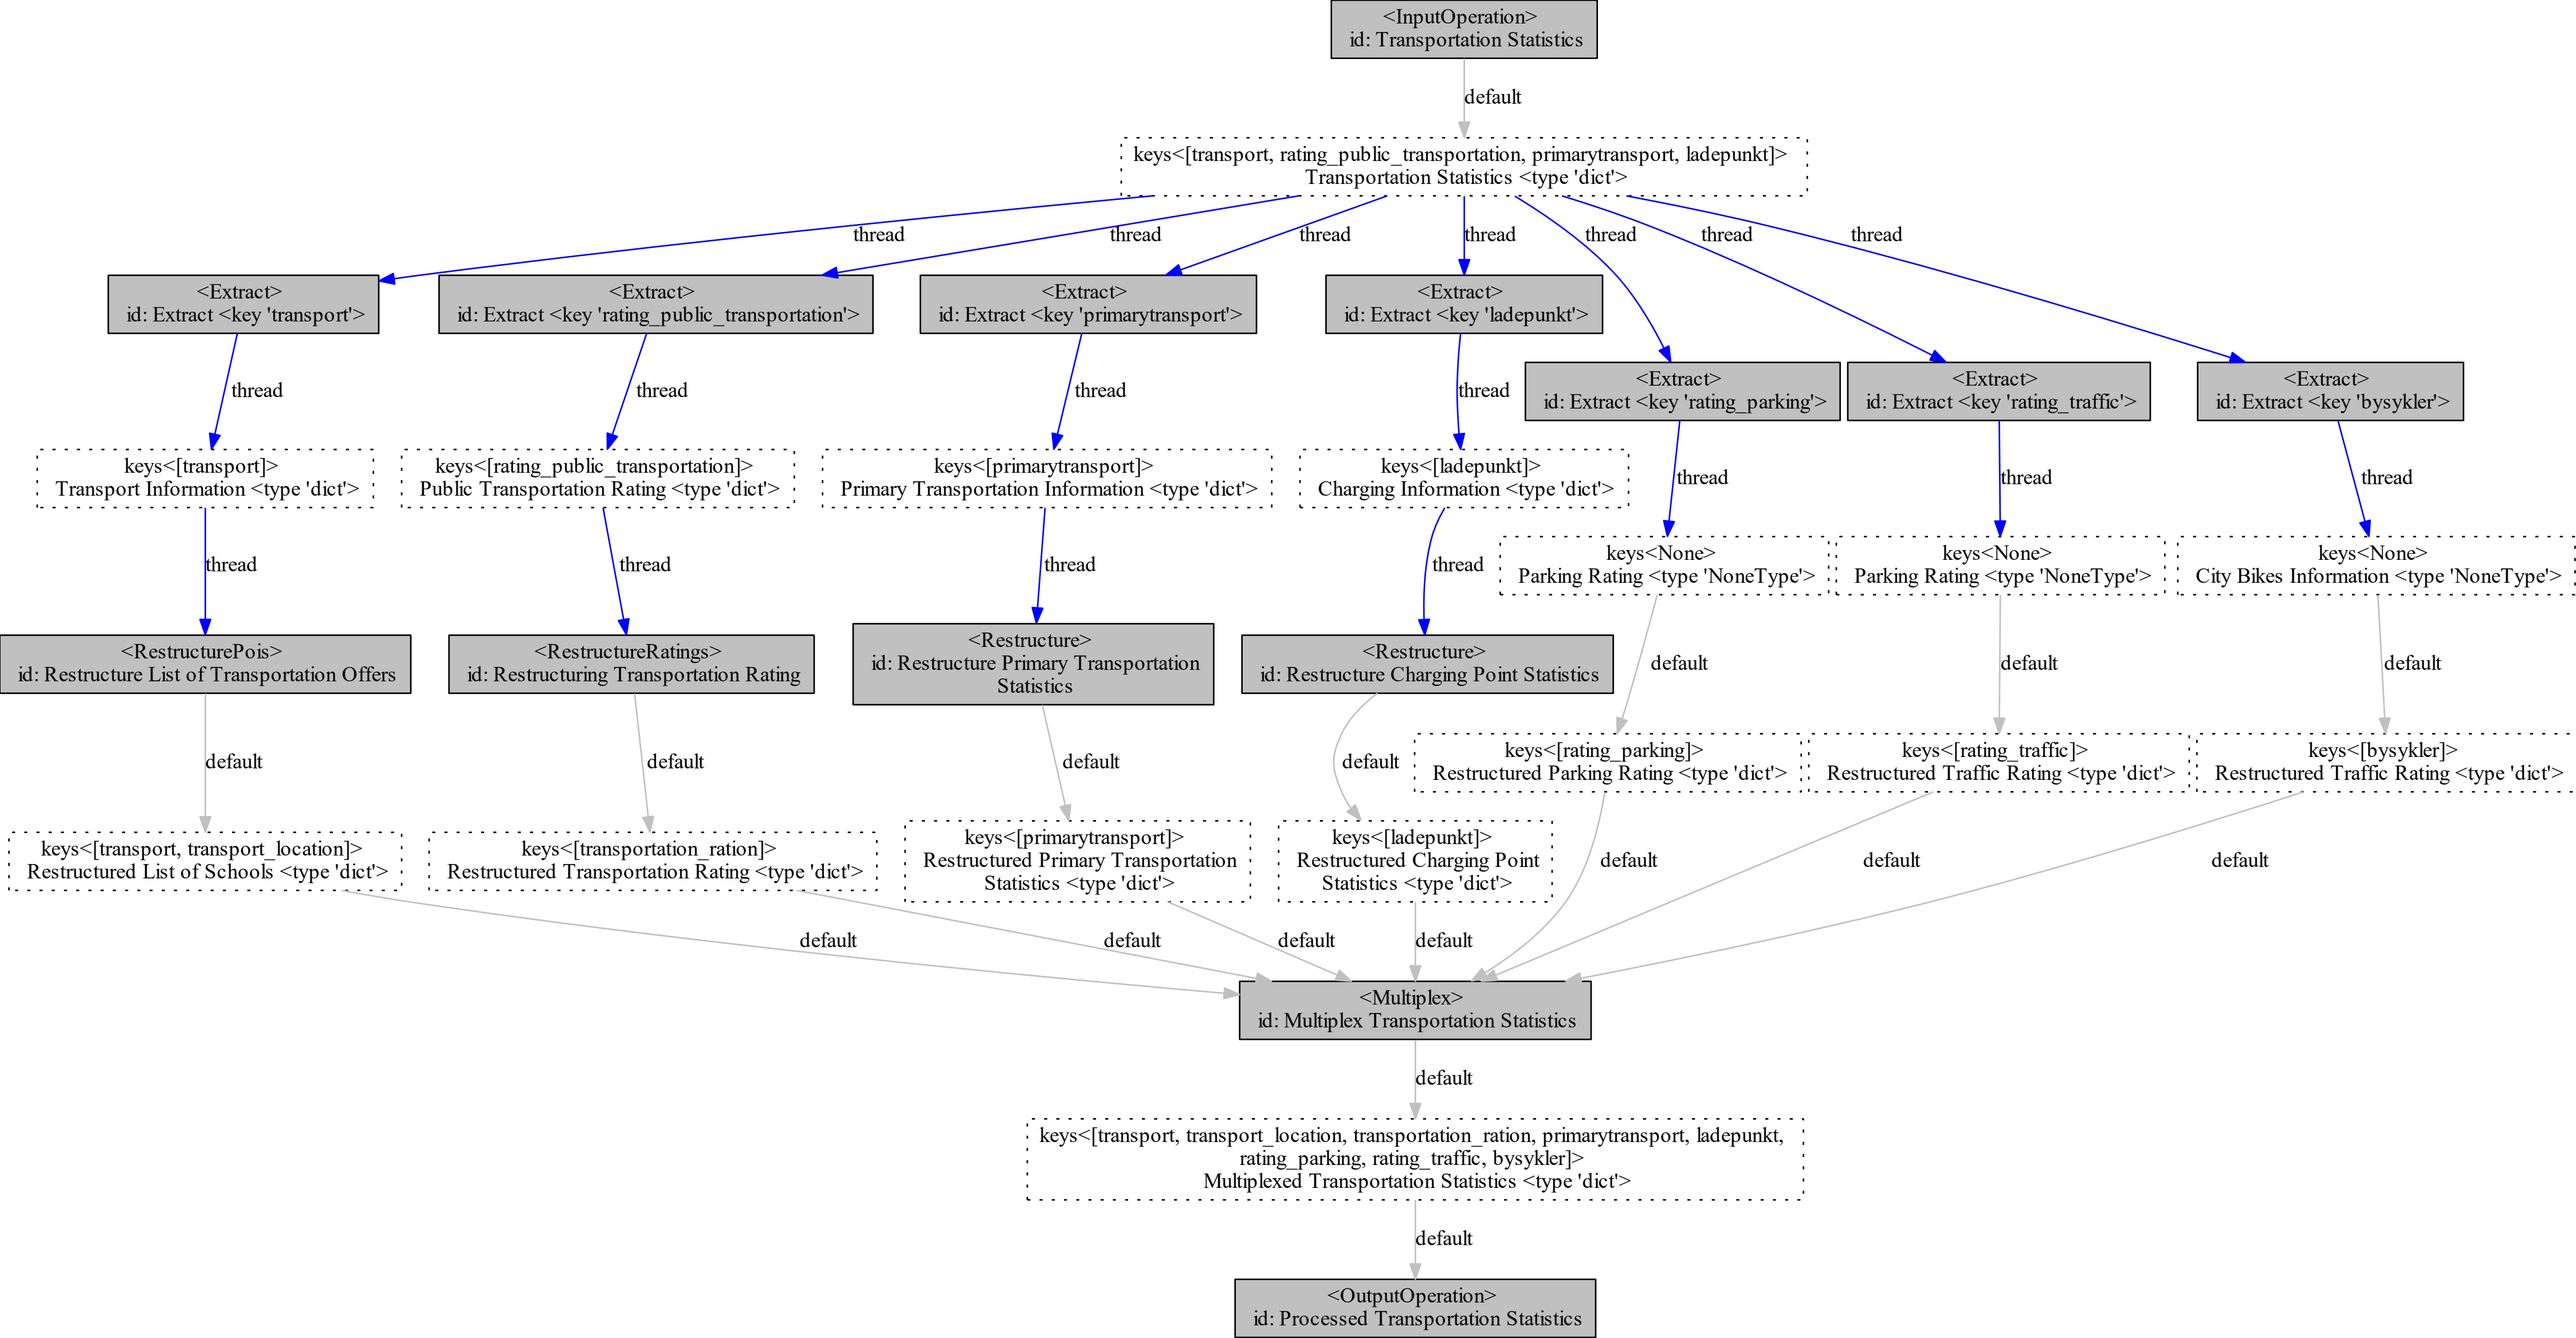 <InputOperation>
id: Transportation Statistics
default
keys<[transport, rating_public_transportation, primarytransport, ladepunkt]>
Transportation Statistics <type 'dict'>
thread
thread
thread
thread
thread
thread
thread
<Extract>
id: Extract <key 'transport'>
<Extract>
id: Extract <key 'rating_public_transportation'>
<Extract>
id: Extract <key 'primarytransport'>
<Extract>
id: Extract <key 'ladepunkt'>
<Extract>
id: Extract <key 'rating_parking'>
<Extract>
id: Extract <key 'rating_traffic'>
<Extract>
id: Extract <key 'bysykler'>
thread
thread
thread
thread
thread
thread
thread
keys<[transport]>
Transport Information <type 'dict'>
keys<[rating_public_transportation]>
Public Transportation Rating <type 'dict'>
keys<[primarytransport]>
Primary Transportation Information <type 'dict'>
keys<[ladepunkt]>
Charging Information <type 'dict'>
keys<None>
Parking Rating <type 'NoneType'>
keys<None>
Parking Rating <type 'NoneType'>
keys<None>
City Bikes Information <type 'NoneType'>
thread
thread
thread
thread
<RestructurePois>
id: Restructure List of Transportation Offers
<RestructureRatings>
id: Restructuring Transportation Rating
<Restructure>
id: Restructure Primary Transportation
Statistics
<Restructure>
id: Restructure Charging Point Statistics
default
default
default
default
default
default
default
keys<[rating_parking]>
Restructured Parking Rating <type 'dict'>
keys<[rating_traffic]>
Restructured Traffic Rating <type 'dict'>
keys<[bysykler]>
Restructured Traffic Rating <type 'dict'>
keys<[transport, transport_location]>
Restructured List of Schools <type 'dict'>
keys<[transportation_ration]>
Restructured Transportation Rating <type 'dict'>
keys<[primarytransport]>
Restructured Primary Transportation
Statistics <type 'dict'>
keys<[ladepunkt]>
Restructured Charging Point
Statistics <type 'dict'>
default
default
default
default
default
default
default
<Multiplex>
id: Multiplex Transportation Statistics
default
keys<[transport, transport_location, transportation_ration, primarytransport, ladepunkt,
rating_parking, rating_traffic, bysykler]>
Multiplexed Transportation Statistics <type 'dict'>
default
<OutputOperation>
id: Processed Transportation Statistics